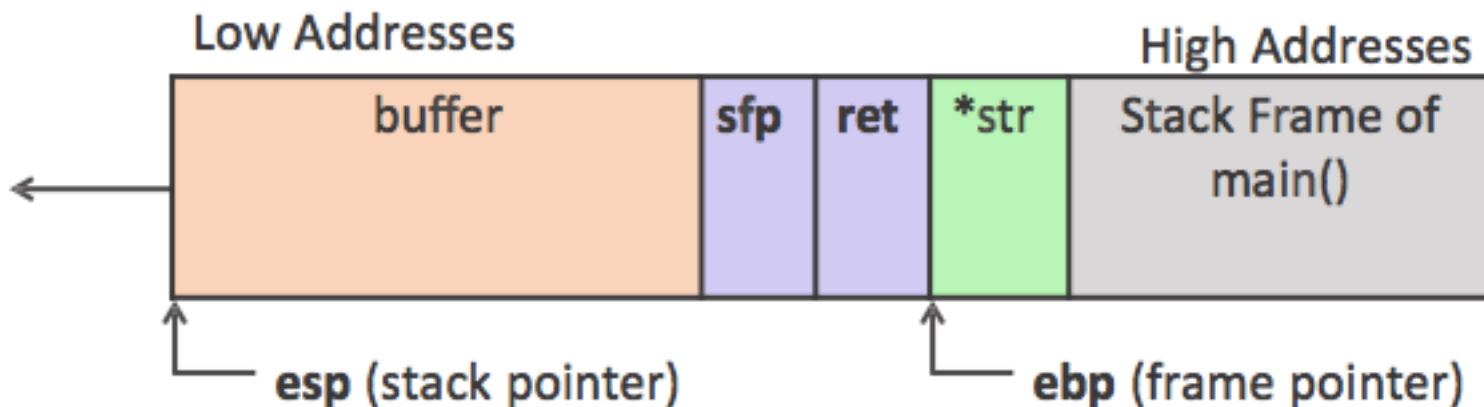 Low Addresses
High Addresses
buffer
sfp
ret
*str
Stack Frame of
main()
esp (stack pointer)
ebp (frame pointer)